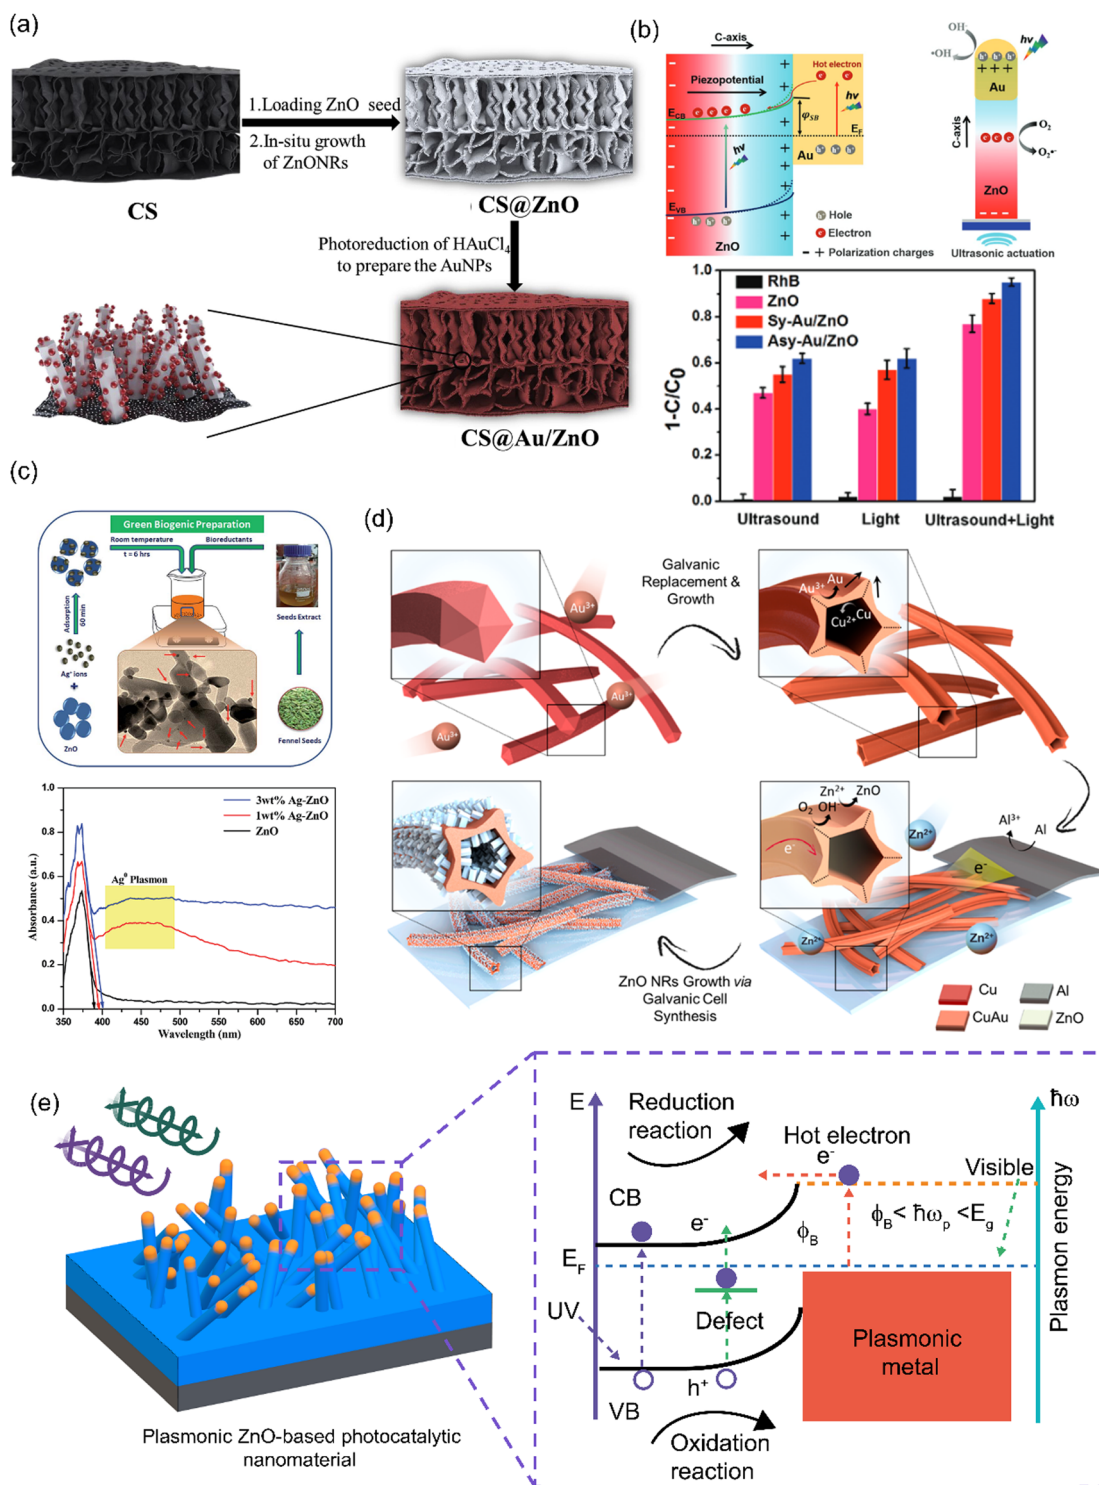 (a)
CS
1.Loading ZnO seed
2.In-situ growth
of ZnONRs
CS@ZnO
Photoreduction of HAuCl4
to prepare the AuNPs
CS@Au/ZnO
(b)
C-axis
Piezopotential
Hot electron
hν
ECB
φSB
EF
Au
hν
EVB
ZnO
Hole
Electron
Polarization charges
OH-
•OH
hν
Au
C-axis
O2
O2•-
ZnO
Ultrasonic actuation
1-C/C0
1.0
0.8
0.6
0.4
0.2
0.0
RhB
ZnO
Sy-Au/ZnO
Asy-Au/ZnO
Ultrasound
Light
Ultrasound+Light
(c)
Green Biogenic Preparation
Room temperature
t = 6 hrs
Bioreductants
Adsorption
60 min
Ag+ ions
+
ZnO
Seeds Extract
Fennel Seeds
Absorbance (a.u.)
1.0
0.8
0.6
0.4
0.2
0.0
3wt% Ag-ZnO
1wt% Ag-ZnO
ZnO
Ag0 Plasmon
350 400 450 500 550 600 650 700
Wavelength (nm)
(d)
Au3+
Au3+
Au3+
Galvanic
Replacement &
Growth
Au3+ Au
Cu2+ Cu
Al3+
Al
e-
Zn2+ ZnO
O2 OH-
e-
Zn2+
Zn2+
Zn2+
ZnO NRs Growth via
Galvanic Cell
Synthesis
Cu
Al
CuAu
ZnO
(e)
Plasmonic ZnO-based photocatalytic
nanomaterial
E
Reduction
reaction
Hot electron
e-
ħω
Visible
CB
e-
ϕB
ϕB< ħωp <Eg
EF
UV
Defect
Plasmonic
metal
Plasmon energy
h+
VB
Oxidation
reaction